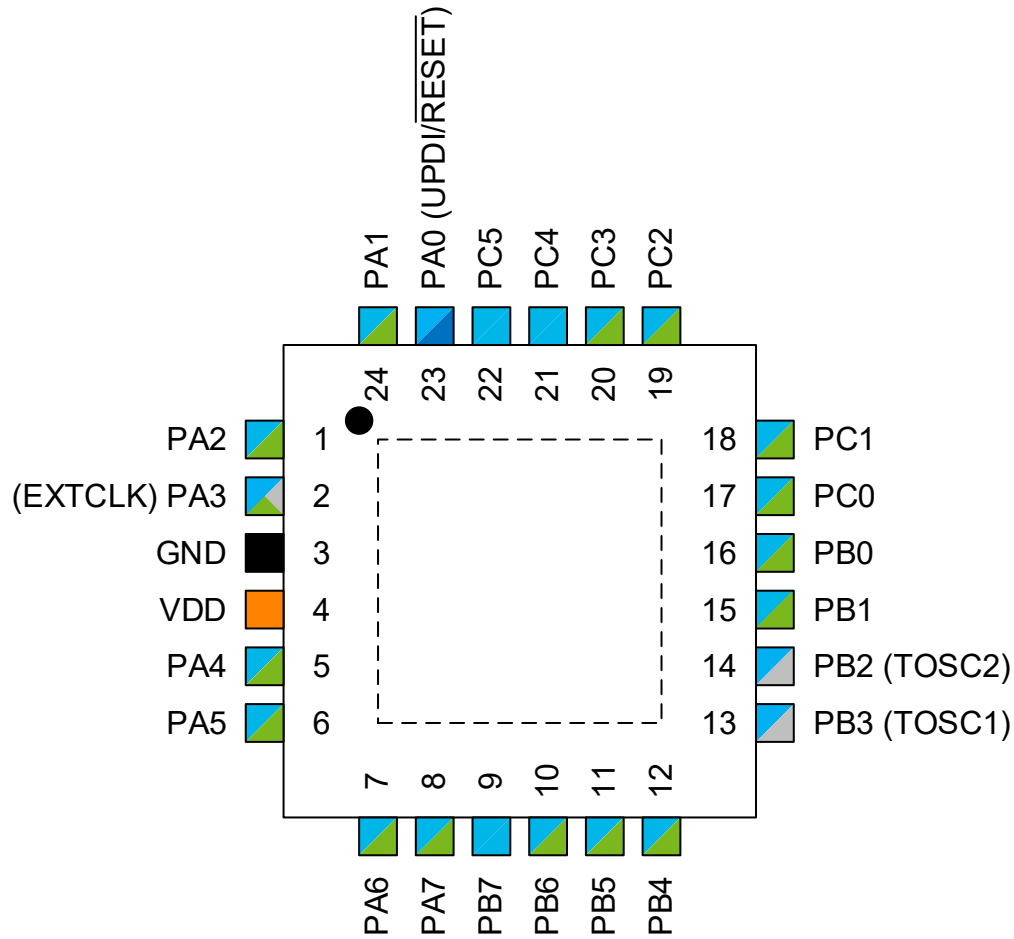 PA1
PA0 (UPDI/RESET)
PC5
PC4
PC3
PC2
24
23
22
21
20
19
PA2 1
(EXTCLK) PA3 2
GND 3
VDD 4
PA4 5
PA5 6
18 PC1
17 PC0
16 PB0
15 PB1
14 PB2 (TOSC2)
13 PB3 (TOSC1)
7
8
9
10
11
12
PA6
PA7
PB7
PB6
PB5
PB4